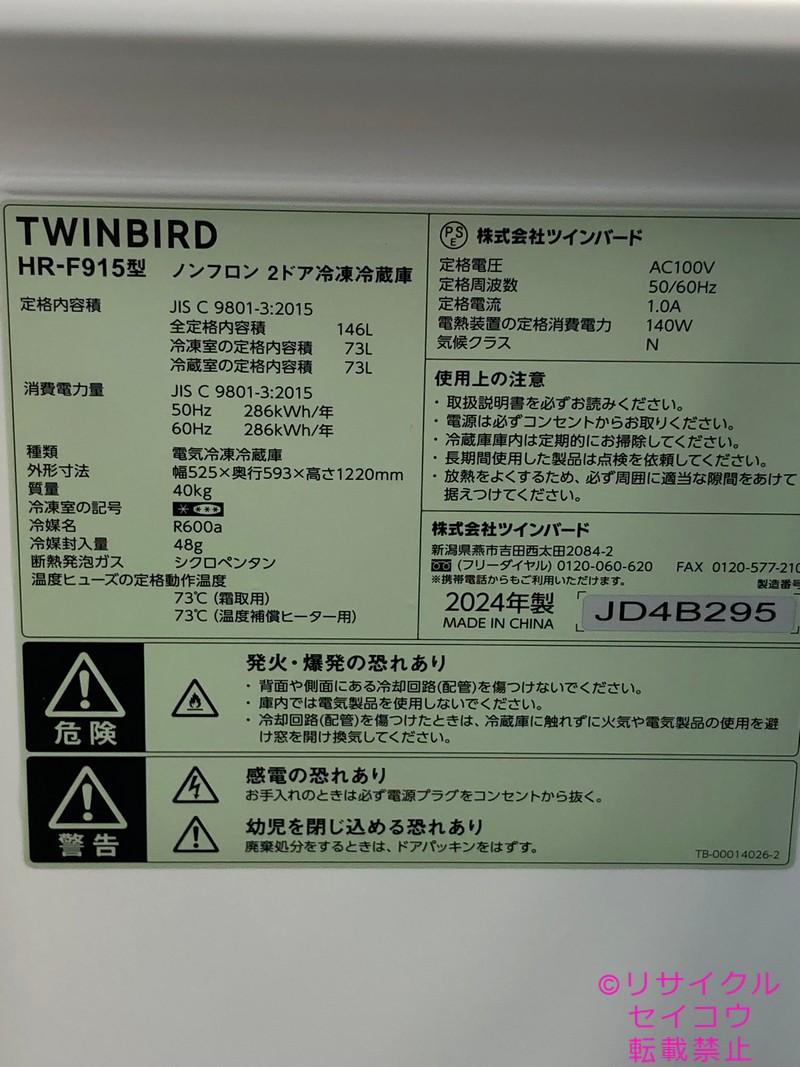 TWINBIRD
HR-F915型 ノンフロン 2ドア冷凍冷蔵庫
定格内容積 JIS C 9801-3:2015
全定格内容積 146L
冷凍室の定格内容積 73L
冷蔵室の定格内容積 73L
消費電力量 JIS C 9801-3:2015
50Hz 286kWh/年
60Hz 286kWh/年
種類 電気冷凍冷蔵庫
外形寸法 幅525×奥行593×高さ1220mm
質量 40kg
冷凍室の記号
冷媒名 R600a
冷媒封入量 48g
断熱発泡ガス シクロペンタン
温度ヒューズの定格動作温度
73℃（霜取用）
73℃（温度補償ヒーター用）
PSE 株式会社ツインバード
定格電圧 AC100V
定格周波数 50/60Hz
定格電流 1.0A
電熱装置の定格消費電力 140W
気候クラス N
使用上の注意
・取扱説明書を必ずお読みください。
・電源は必ずコンセントからお取りください。
・冷蔵庫庫内は定期的にお掃除してください。
・長期間使用した製品は点検を依頼してください。
・放熱をよくするため、必ず周囲に適当な隙間をあけて
据えつけてください。
株式会社ツインバード
新潟県燕市吉田西太田2084-2
（フリーダイヤル）0120-060-620 FAX 0120-577-210
※携帯電話からもご利用いただけます。
製造番号
2024年製 JD4B295
MADE IN CHINA
危険
発火・爆発の恐れあり
・背面や側面にある冷却回路(配管)を傷つけないでください。
・庫内では電気製品を使用しないでください。
・冷却回路(配管)を傷つけたときは、冷蔵庫に触れずに火気や電気製品の使用を避
け窓を開け換気してください。
警告
感電の恐れあり
お手入れのときは必ず電源プラグをコンセントから抜く。
幼児を閉じ込める恐れあり
廃棄処分をするときは、ドアパッキンをはずす。
TB-00014026-2
©リサイクル
セイコウ
転載禁止